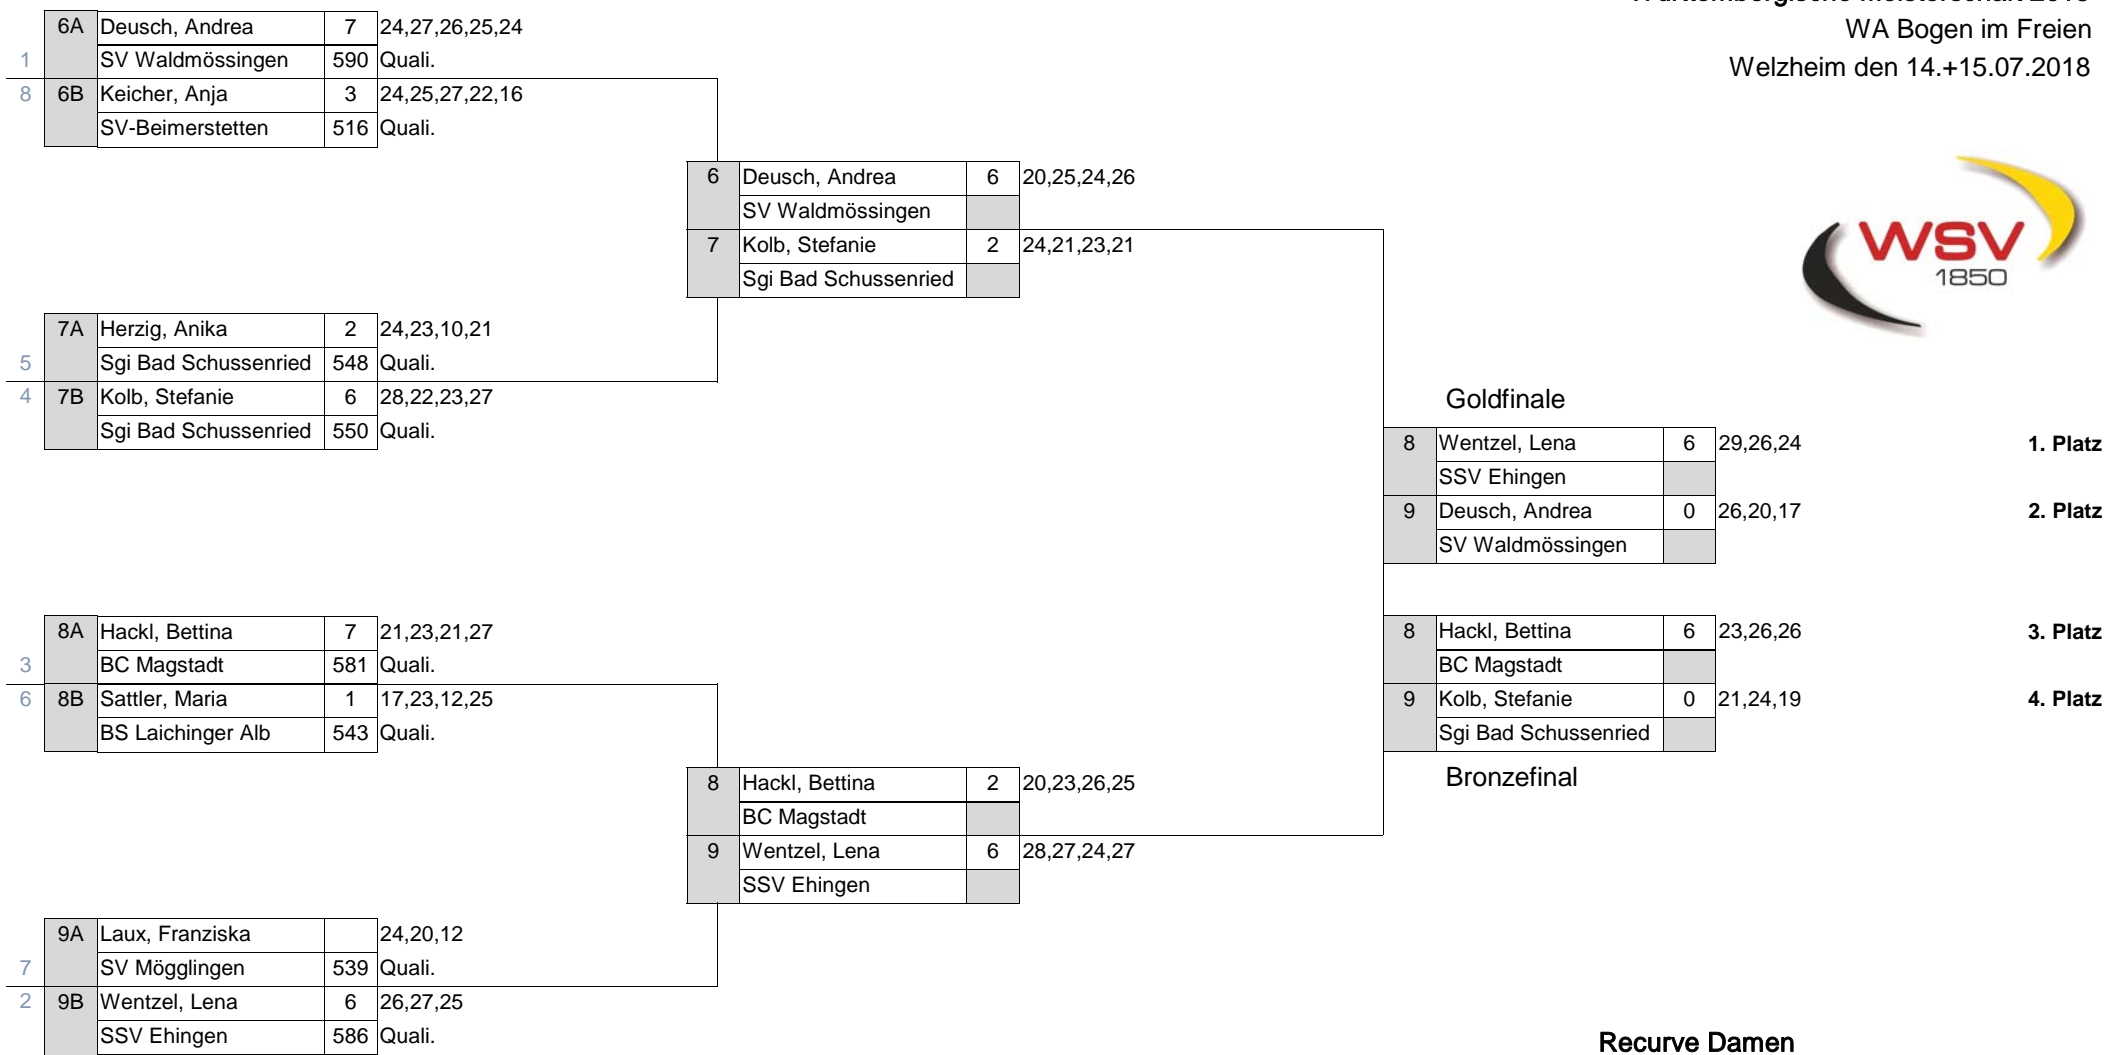 WA Bogen im Freien
Welzheim den 14.+15.07.2018
6A Deusch, Andrea 7 24,27,26,25,24
1 SV Waldmössingen 590 Quali.
8 6B Keicher, Anja 3 24,25,27,22,16
SV-Beimerstetten 516 Quali.
6 Deusch, Andrea 6 20,25,24,26
SV Waldmössingen
7 Kolb, Stefanie 2 24,21,23,21
Sgi Bad Schussenried
WSV
1850
7A Herzig, Anika 2 24,23,10,21
5 Sgi Bad Schussenried 548 Quali.
4 7B Kolb, Stefanie 6 28,22,23,27
Sgi Bad Schussenried 550 Quali.
Goldfinale
8 Wentzel, Lena 6 29,26,24 1. Platz
SSV Ehingen
9 Deusch, Andrea 0 26,20,17 2. Platz
SV Waldmössingen
8A Hackl, Bettina 7 21,23,21,27
3 BC Magstadt 581 Quali.
6 8B Sattler, Maria 1 17,23,12,25
BS Laichinger Alb 543 Quali.
8 Hackl, Bettina 6 23,26,26 3. Platz
BC Magstadt
9 Kolb, Stefanie 0 21,24,19 4. Platz
Sgi Bad Schussenried
Bronzefinal
8 Hackl, Bettina 2 20,23,26,25
BC Magstadt
9 Wentzel, Lena 6 28,27,24,27
SSV Ehingen
9A Laux, Franziska 24,20,12
7 SV Mögglingen 539 Quali.
2 9B Wentzel, Lena 6 26,27,25
SSV Ehingen 586 Quali.
Recurve Damen